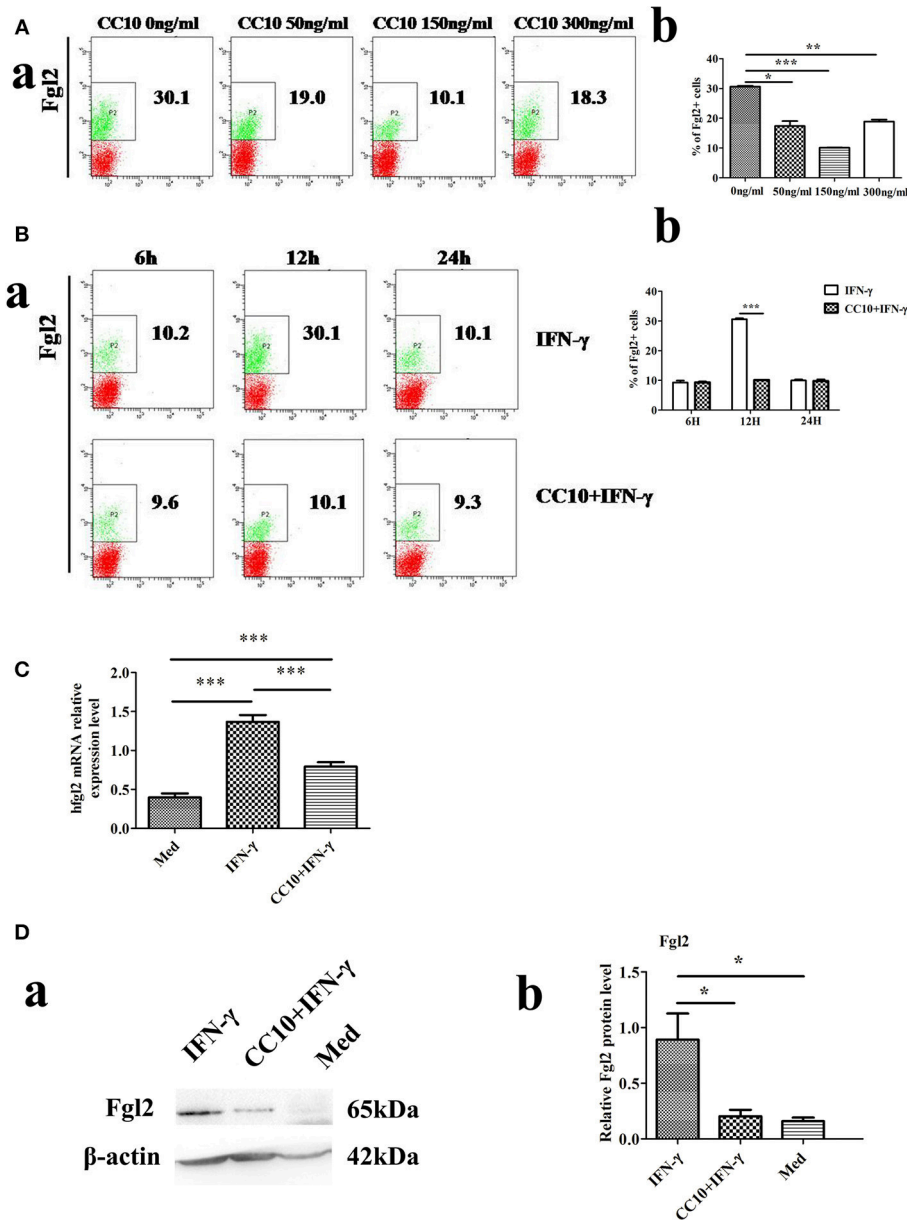 A
a
Fgl2
CC10 0ng/ml CC10 50ng/ml CC10 150ng/ml CC10 300ng/ml
30.1 19.0 10.1 18.3
P2 P2 P2 P2
b
% of Fgl2+ cells
40
30
20
10
0
* *** **
0ng/ml 50ng/ml 150ng/ml 300ng/ml
B
a
Fgl2
6h 12h 24h
10.2 30.1 10.1 IFN-γ
P2 P2 P2
9.6 10.1 9.3 CC10+IFN-γ
P2 P2 P2
b
% of Fgl2+ cells
40
30
20
10
0
IFN-γ
CC10+IFN-γ
***
6H 12H 24H
C
hfgl2 mRNA relative
expression level
2.0
1.5
1.0
0.5
0.0
***
*** ***
Med IFN-γ CC10+IFN-γ
D
a
IFN-γ CC10+IFN-γ Med
Fgl2 65kDa
β-actin 42kDa
b
Fgl2
Relative Fgl2 protein level
1.5
1.0
0.5
0.0
*
*
IFN-γ CC10+IFN-γ Med